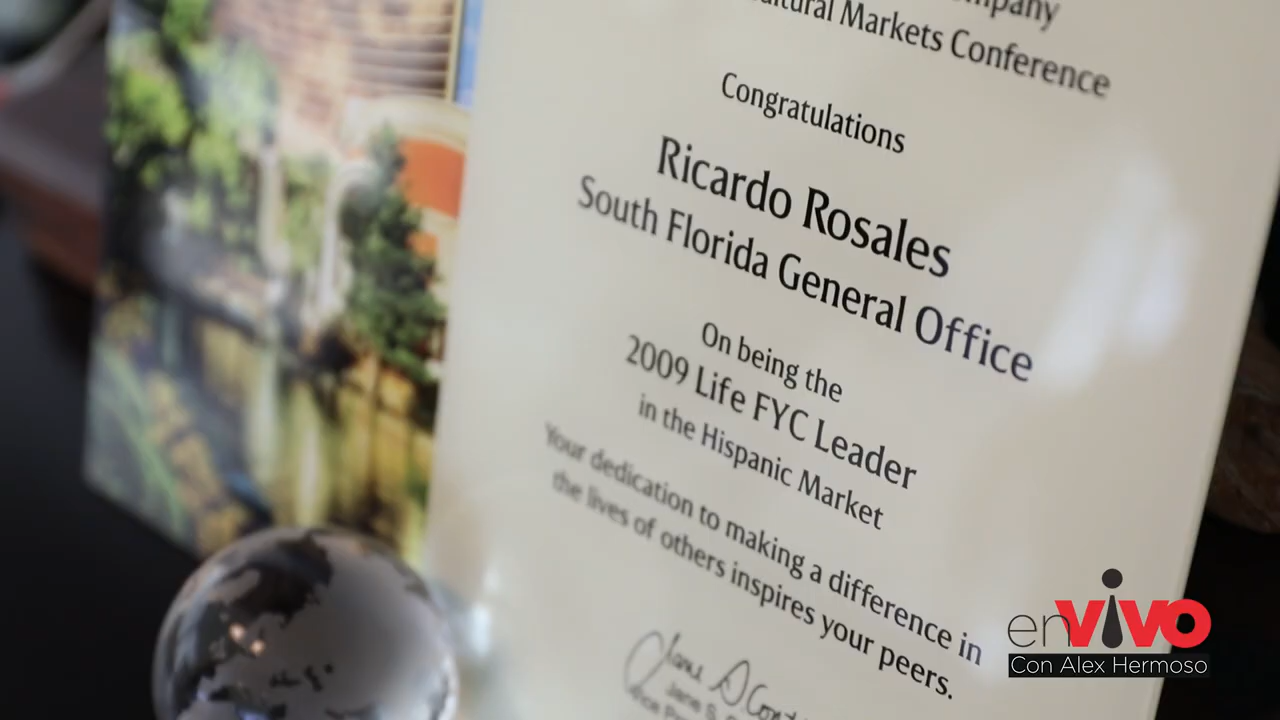 Markets Conference
Congratulations
Ricardo Rosales
South Florida General Office
On being the
2009 Life FYC Leader
in the Hispanic Market
Your dedication to making a difference in
the lives of others inspires your peers.
enVIVO
Con Alex Hermoso